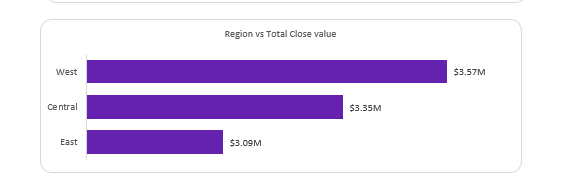 Region vs Total Close value
West $3.57M
Central $3.35M
East $3.09M